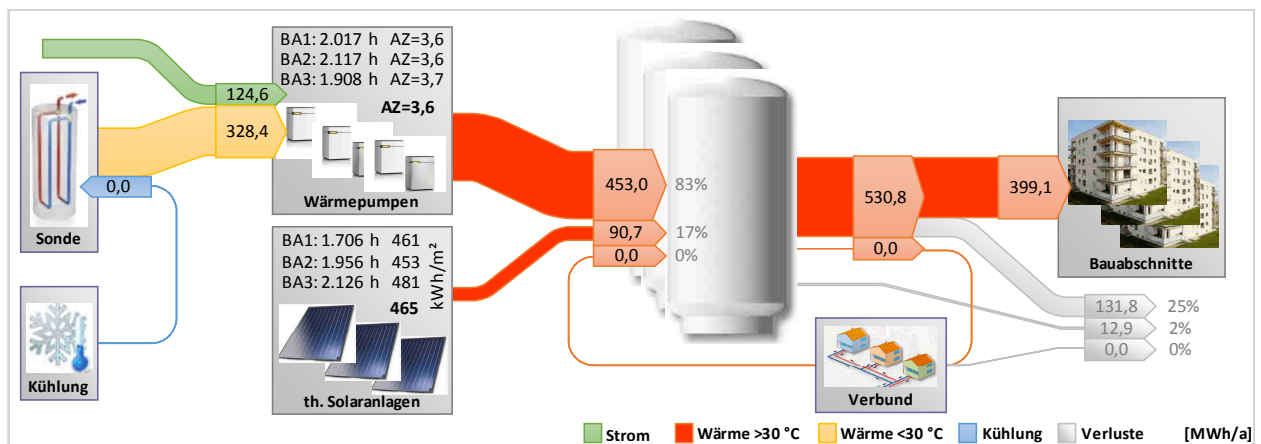 BA1: 2.017 h AZ=3,6
BA2: 2.117 h AZ=3,6
BA3: 1.908 h AZ=3,7
AZ=3,6
124,6
328,4
0,0
Sonde
Wärmepumpen
Kühlung
BA1: 1.706 h 461
BA2: 1.956 h 453
BA3: 2.126 h 481
465
kWh/m²
th. Solaranlagen
453,0 83%
90,7 17%
0,0 0%
530,8
0,0
399,1
Bauabschnitte
131,8 25%
12,9 2%
0,0 0%
Verbund
Strom Wärme >30 °C Wärme <30 °C Kühlung Verluste [MWh/a]